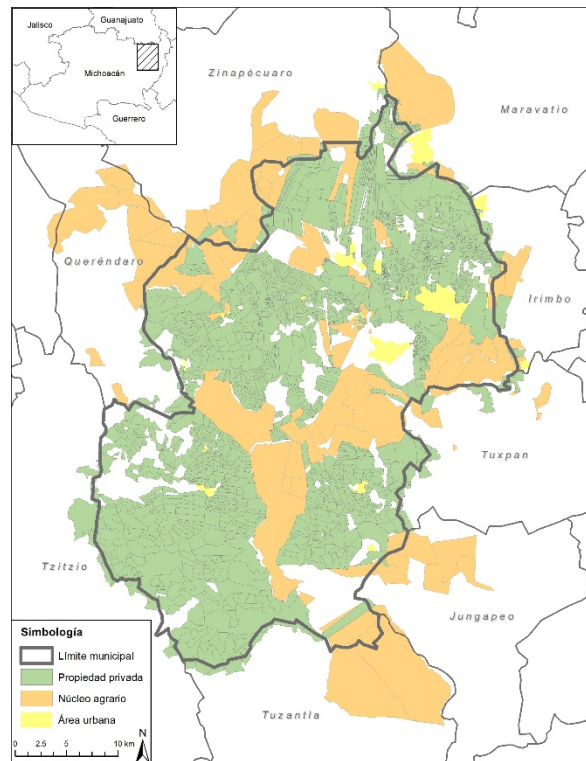 Jalisco
Guanajuato
Michoacán
Guerrero
Zinapécuaro
Maravatío
Queréndaro
Irimbo
Tuxpan
Tzitzio
Jungapeo
Tuzantla
Simbología
Límite municipal
Propiedad privada
Núcleo agrario
Área urbana
0 2.5 5 10 km
N